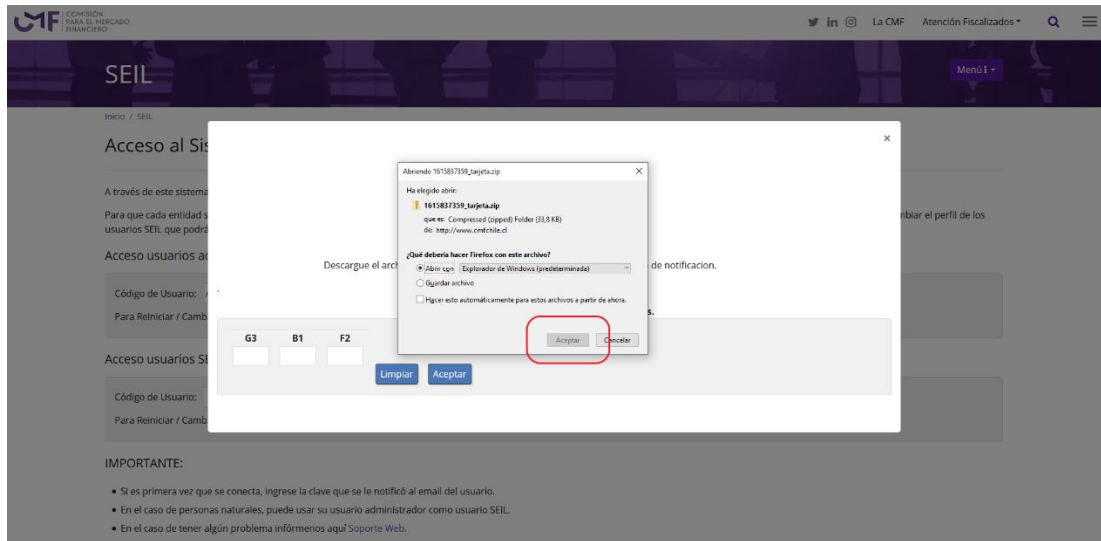 CMF COMISIÓN
PARA EL MERCADO
FINANCIERO
La CMF
Atención Fiscalizados
SEIL
Menú
Inicio / SEIL
Acceso al Sis
×
A través de este sistema
Para que cada entidad s
mbiar el perfil de los
usuarios SEIL que podrá
Acceso usuarios ad
Código de Usuario:
Para Reiniciar / Camb
Acceso usuarios SE
Código de Usuario:
Para Reiniciar / Camb
Descargue el arch
de notificacion.
s.
Abriendo 1615837359_tarjeta.zip
Ha elegido abrir:
1615837359_tarjeta.zip
que es: Compressed (zipped) Folder (33,8 KB)
de: http://www.cmfchile.cl
¿Qué debería hacer Firefox con este archivo?
Abrir con Explorador de Windows (predeterminada)
Guardar archivo
Hacer esto automáticamente para estos archivos a partir de ahora.
Aceptar Cancelar
G3 B1 F2
Limpiar Aceptar
IMPORTANTE:
• Si es primera vez que se conecta, ingrese la clave que se le notificó al email del usuario.
• En el caso de personas naturales, puede usar su usuario administrador como usuario SEIL.
• En el caso de tener algún problema infórmenos aquí Soporte Web.